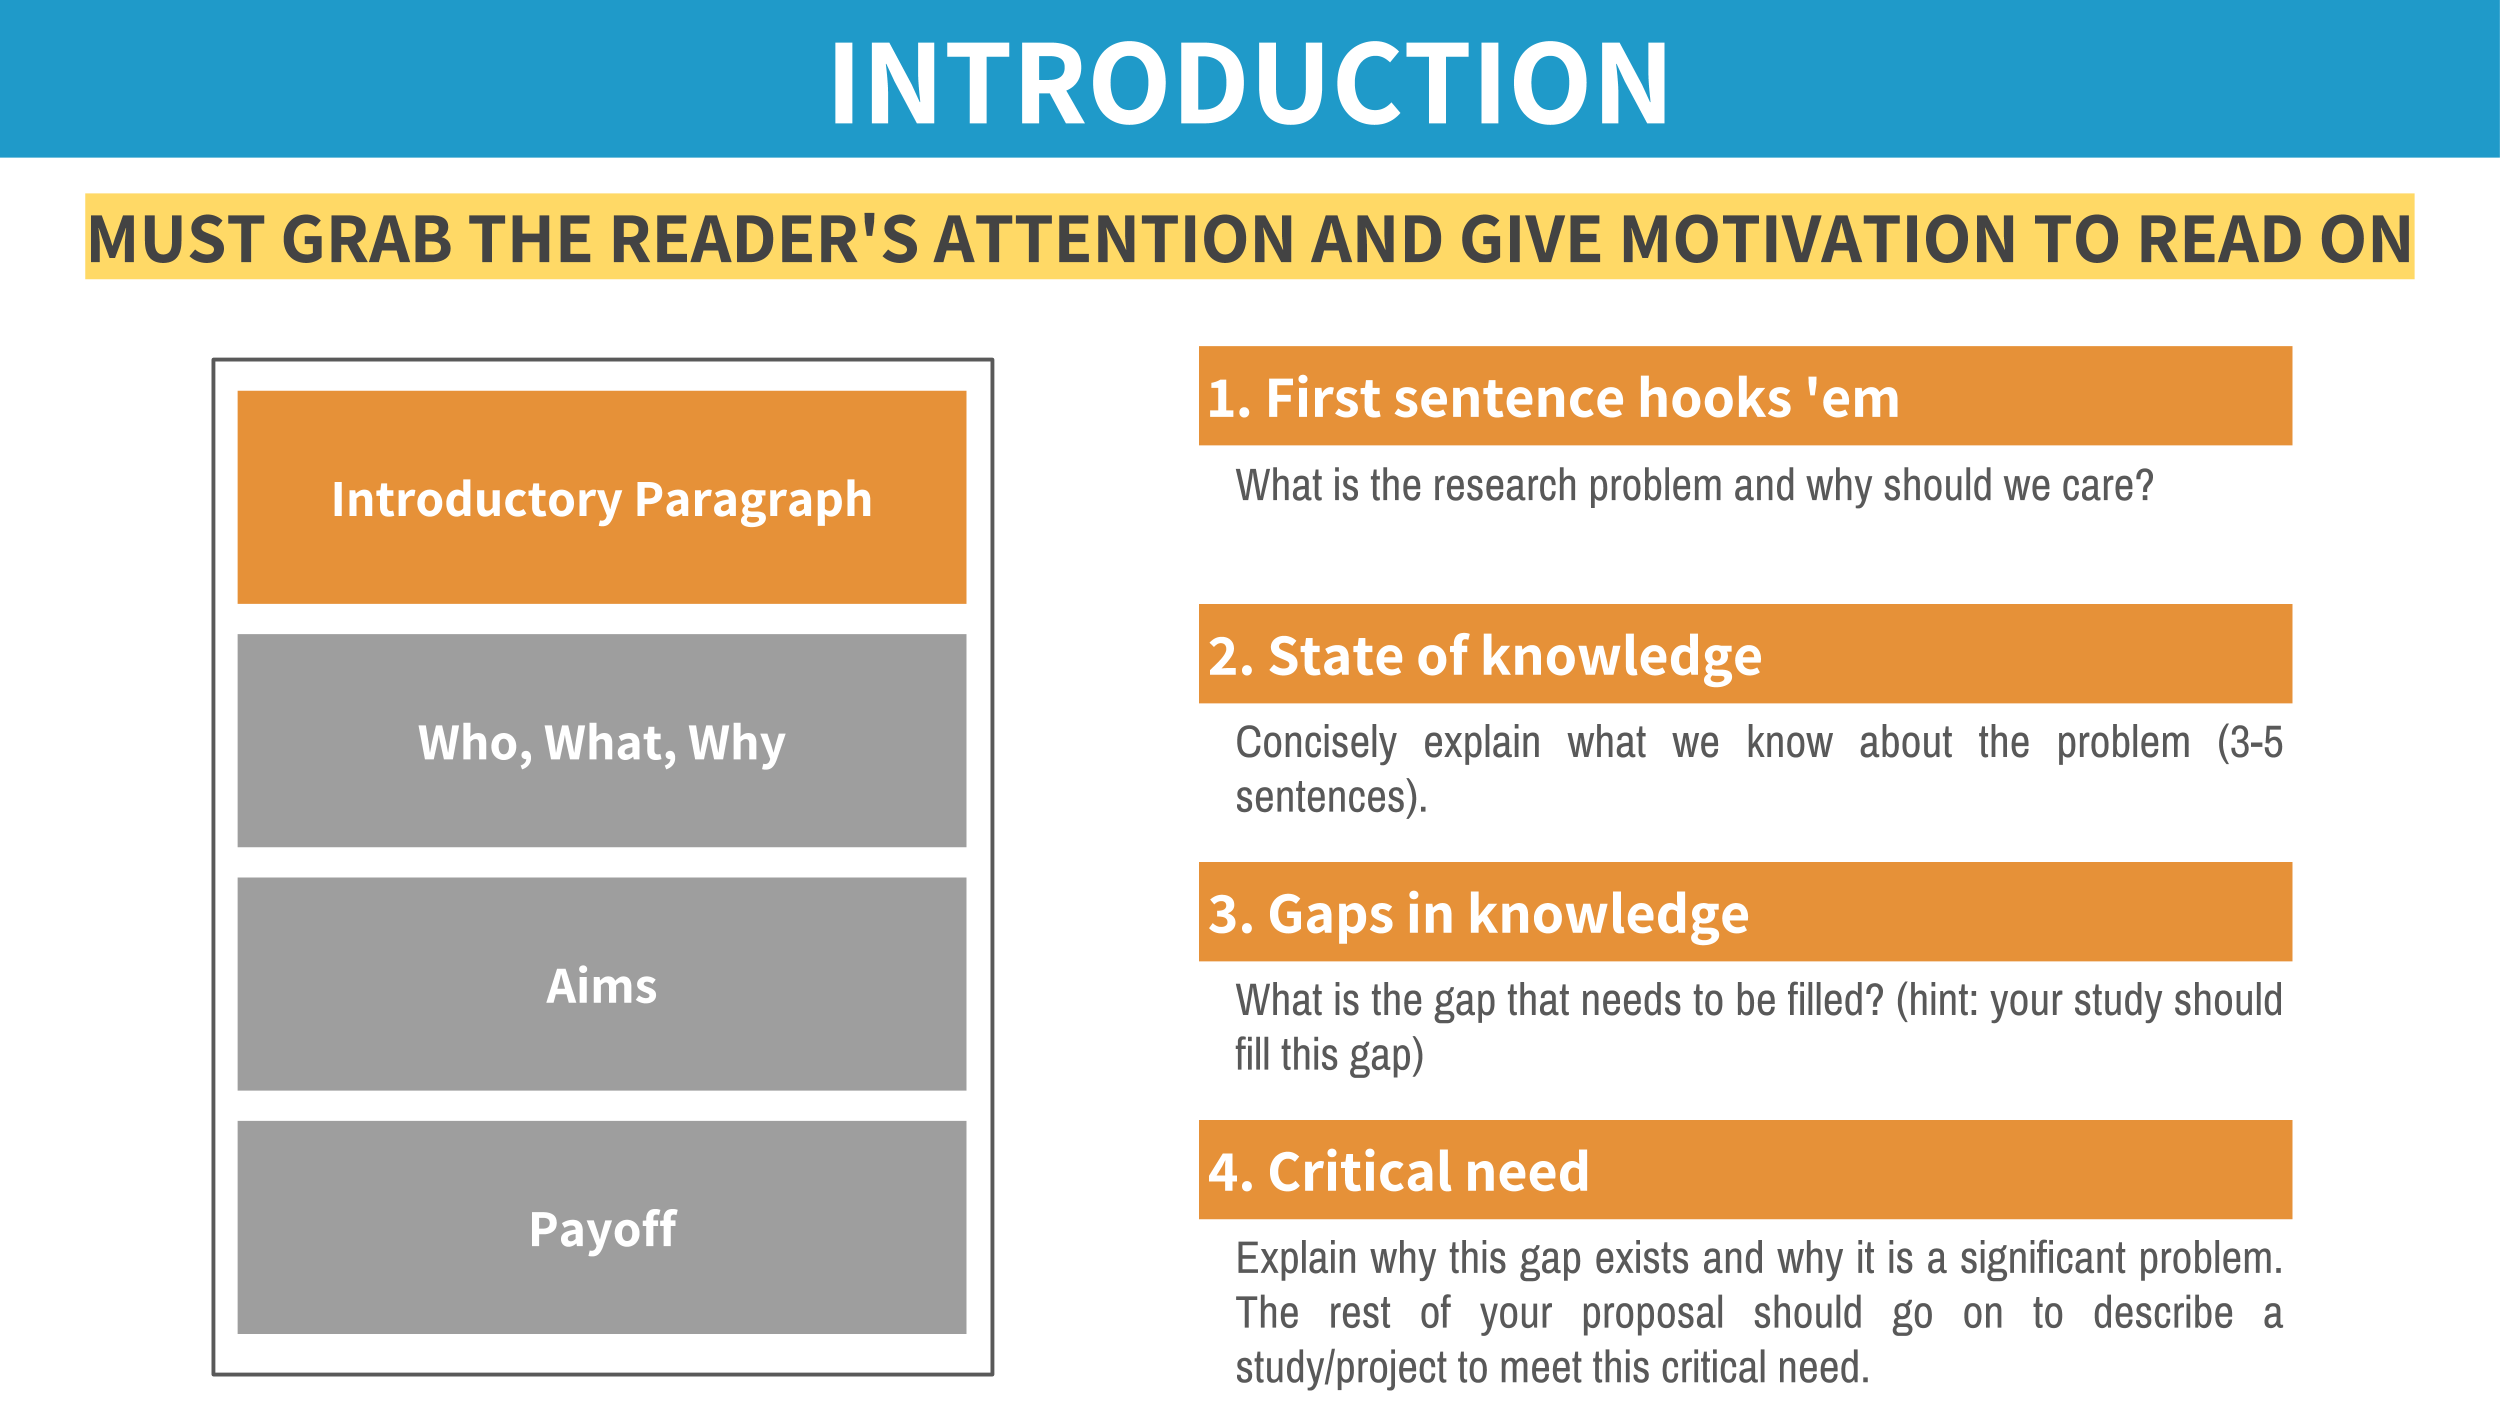 INTRODUCTION
MUST GRAB THE READER'S ATTENTION AND GIVE MOTIVATION TO READ ON
Introductory Paragraph
Who, What, Why
Aims
Payoff
1. First sentence hooks 'em
What is the research problem and why should we care?
2. State of knowledge
Concisely explain what we know about the problem (3-5
sentences).
3. Gaps in knowledge
What is the gap that needs to be filled? (hint: your study should
fill this gap)
4. Critical need
Explain why this gap exists and why it is a significant problem.
The rest of your proposal should go on to describe a
study/project to meet this critical need.